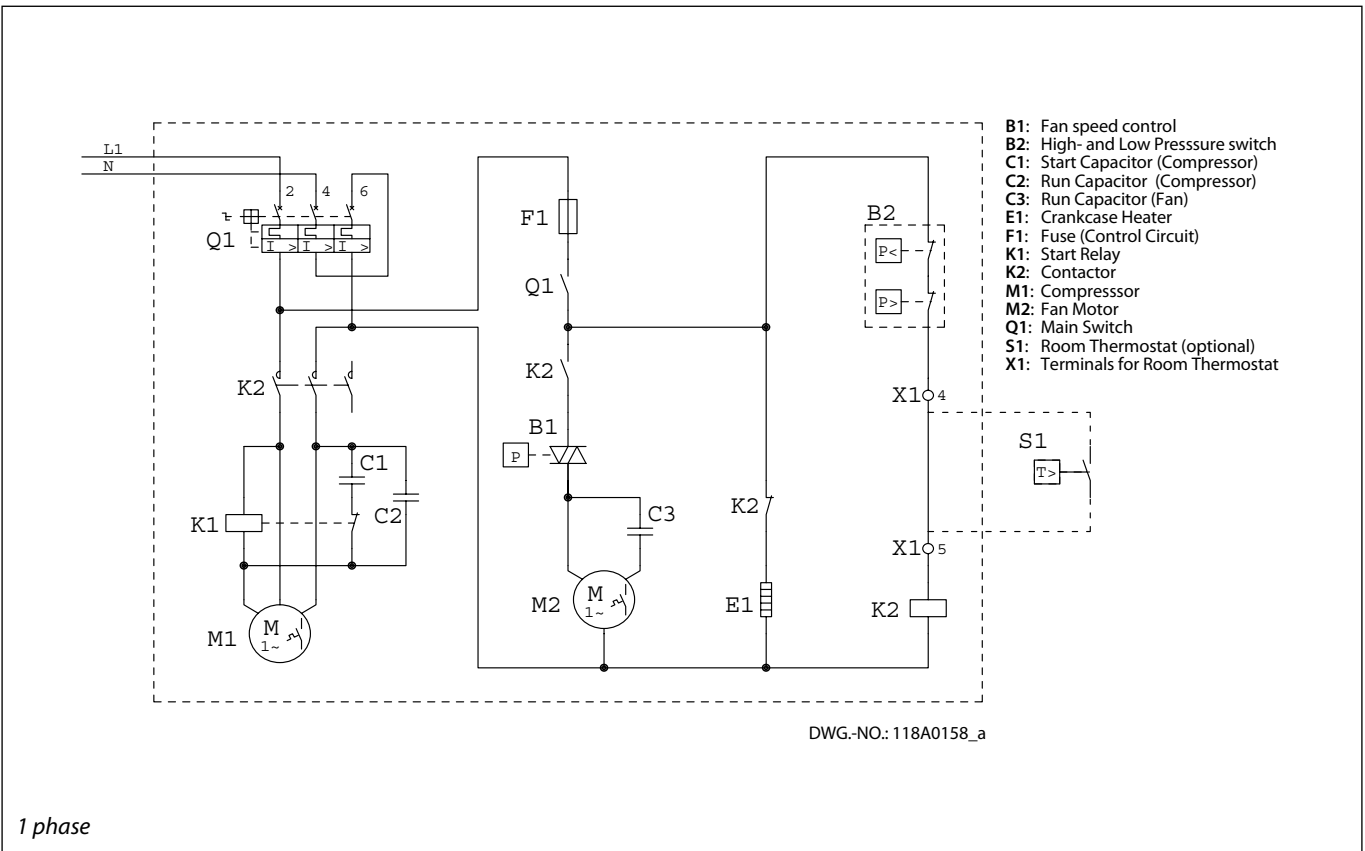 L1
N
2 4 6
Q1
I > I > I >
K2
C1
K1
C2
M1
M
1~
F1
Q1
K2
B1
P
C3
M2
M
1~
B2
P<
P>
X1 4
S1
T>
K2
X1 5
E1
K2
B1: Fan speed control
B2: High- and Low Presssure switch
C1: Start Capacitor (Compressor)
C2: Run Capacitor (Compressor)
C3: Run Capacitor (Fan)
E1: Crankcase Heater
F1: Fuse (Control Circuit)
K1: Start Relay
K2: Contactor
M1: Compresssor
M2: Fan Motor
Q1: Main Switch
S1: Room Thermostat (optional)
X1: Terminals for Room Thermostat
DWG.-NO.: 118A0158_a
1 phase